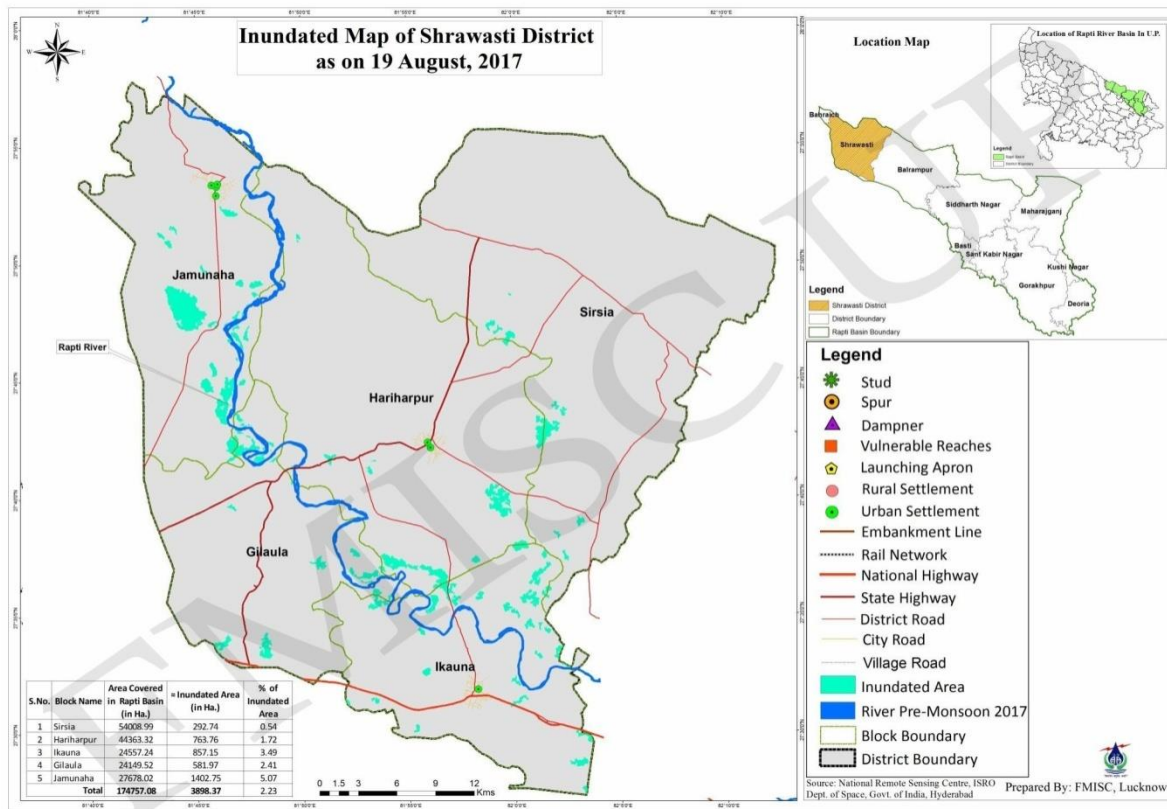 Inundated Map of Shrawasti District
as on 19 August, 2017
N
W
E
S
Jamunaha
Rapti River
Sirsia
Hariharpur
Gilaula
Ikauna
S.No. Block Name Area Covered in Rapti Basin (in Ha.) = Inundated Area (in Ha.) % of Inundated Area
1 Sirsia 54008.99 292.74 0.54
2 Hariharpur 44363.32 763.76 1.72
3 Ikauna 24557.24 857.15 3.49
4 Gilaula 24149.52 581.97 2.41
5 Jamunaha 27678.02 1402.75 5.07
Total 174757.08 3898.37 2.23
0 1.5 3 6 9 12
Kms
FMISC UP
Location Map
Location of Rapti River Basin In U.P.
Legend
Bahraich
Shrawasti
Balrampur
Siddharth Nagar
Maharajganj
Basti
Sant Kabir Nagar
Kushi Nagar
Gorakhpur
Deoria
Legend
Shrawasti District
District Boundary
Rapti Basin Boundary
Legend
Stud
Spur
Dampner
Vulnerable Reaches
Launching Apron
Rural Settlement
Urban Settlement
Embankment Line
Rail Network
National Highway
State Highway
District Road
City Road
Village Road
Inundated Area
River Pre-Monsoon 2017
Block Boundary
District Boundary
Source: National Remote Sensing Centre, ISRO
Dept. of Space, Govt. of India, Hyderabad
Prepared By: FMISC, Lucknow